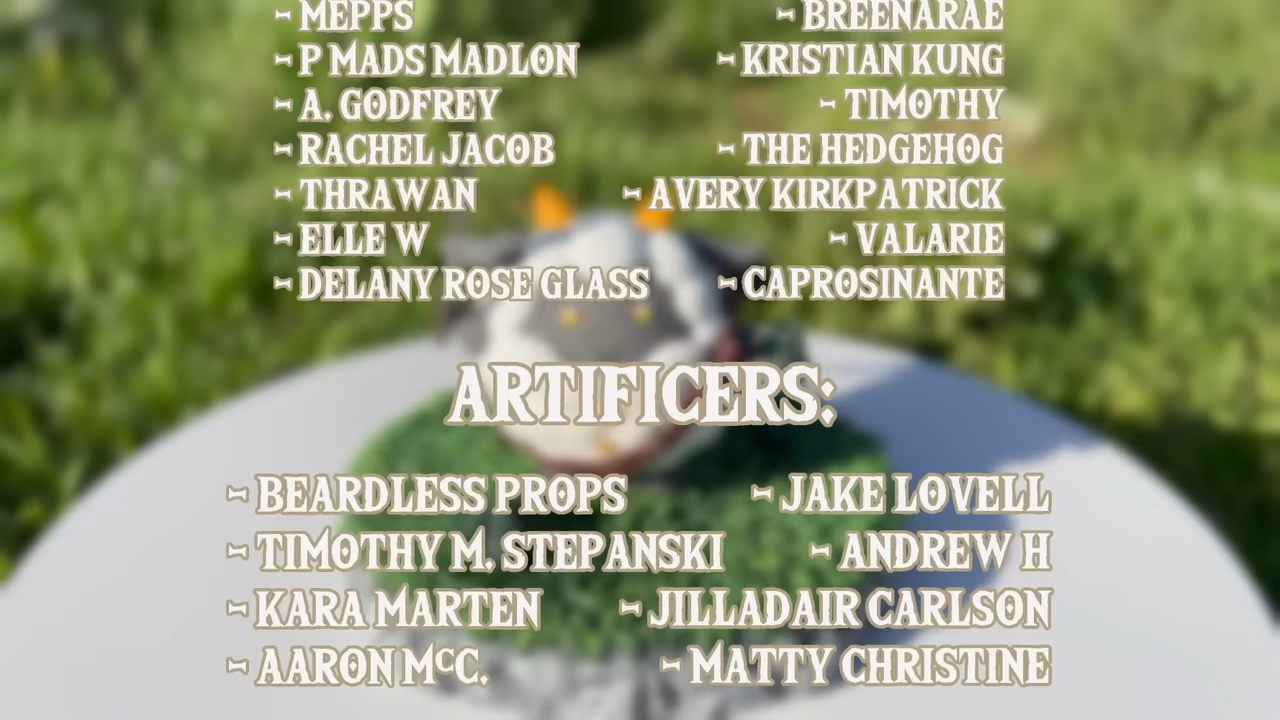 - MEPPS - BREENARAE
- P MADS MADLON - KRISTIAN KUNG
- A. GODFREY - TIMOTHY
- RACHEL JACOB - THE HEDGEHOG
- THRAWAN - AVERY KIRKPATRICK
- ELLE W - VALARIE
- DELANY ROSE GLASS - CAPROSINANTE
ARTIFICERS:
- BEARDLESS PROPS - JAKE LOVELL
- TIMOTHY M. STEPANSKI - ANDREW H
- KARA MARTEN - JILLADAIR CARLSON
- AARON McC. - MATTY CHRISTINE